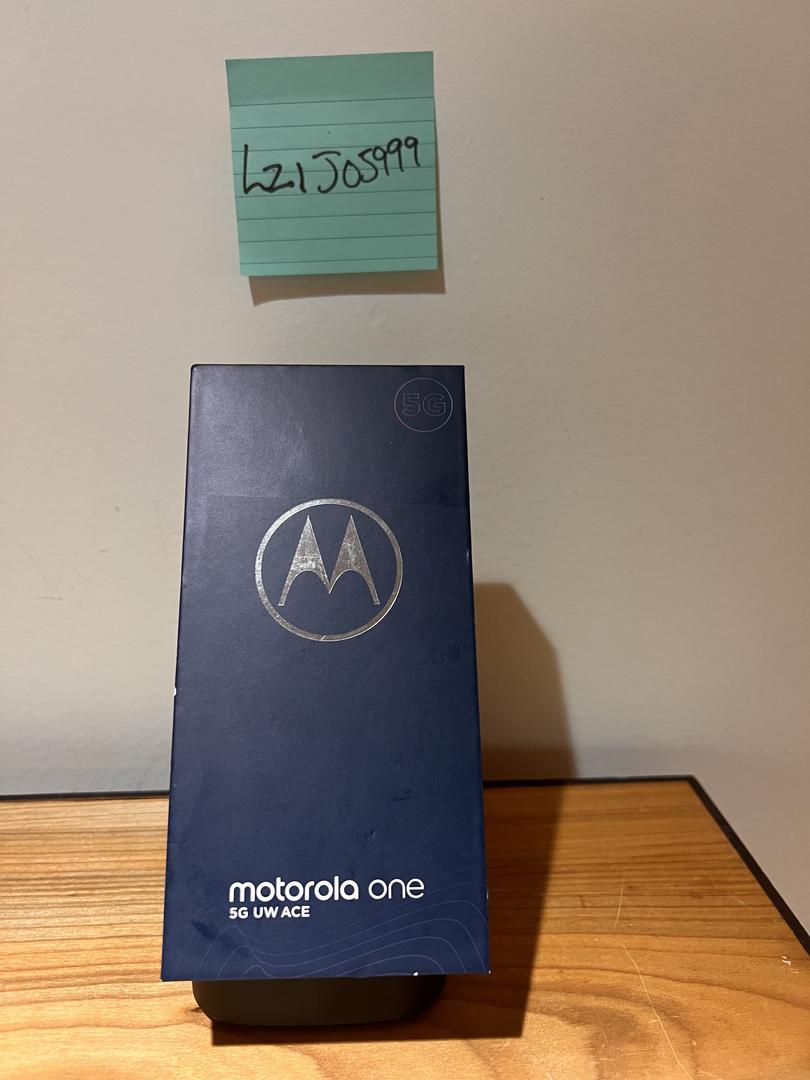 LZ1J05999
5G
motorola one
5G UW ACE